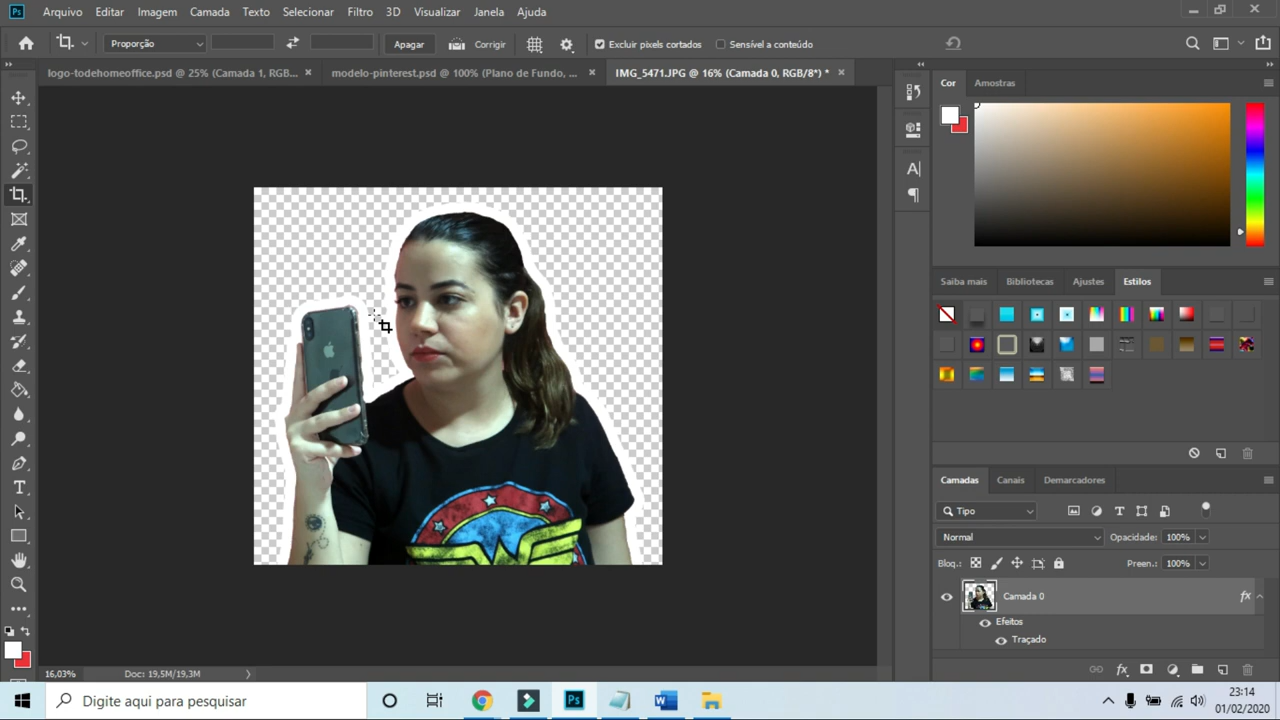 Ps Arquivo Editar Imagem Camada Texto Selecionar Filtro 3D Visualizar Janela Ajuda
Proporção Apagar Corrigir Excluir pixels cortados Sensível a conteúdo
logo-todehomeoffice.psd @ 25% (Camada 1, RGB... modelo-pinterest.psd @ 100% (Plano de Fundo, ... IMG_5471.JPG @ 16% (Camada 0, RGB/8*) *
Cor Amostras
Saiba mais Bibliotecas Ajustes Estilos
Camadas Canais Demarcadores
Tipo
Normal Opacidade: 100%
Bloq.: Preen.: 100%
Camada 0 fx
Efeitos
Traçado
16,03% Doc: 19,5M/19,3M
Digite aqui para pesquisar
23:14
01/02/2020